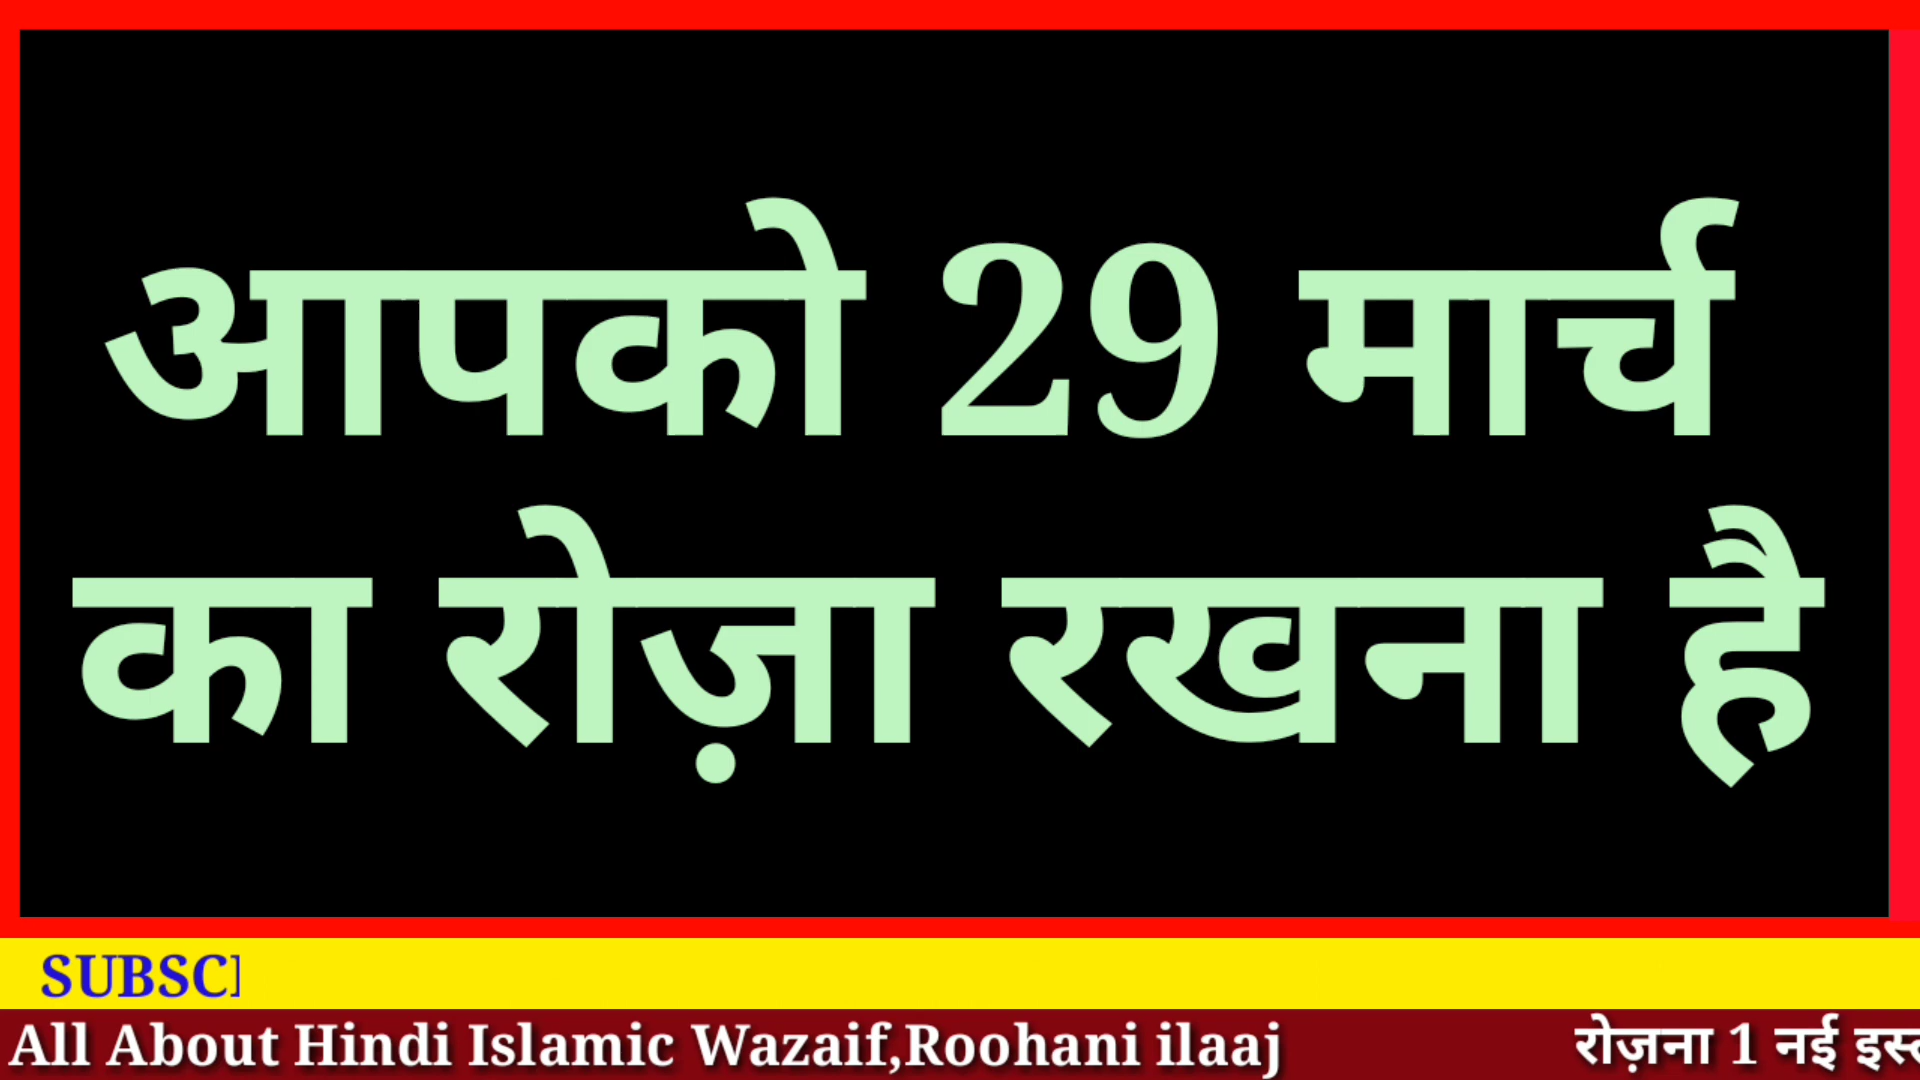 आपको 29 मार्च
का रोज़ा रखना है
SUBSC
All About Hindi Islamic Wazaif,Roohani ilaaj रोज़ना 1 नई